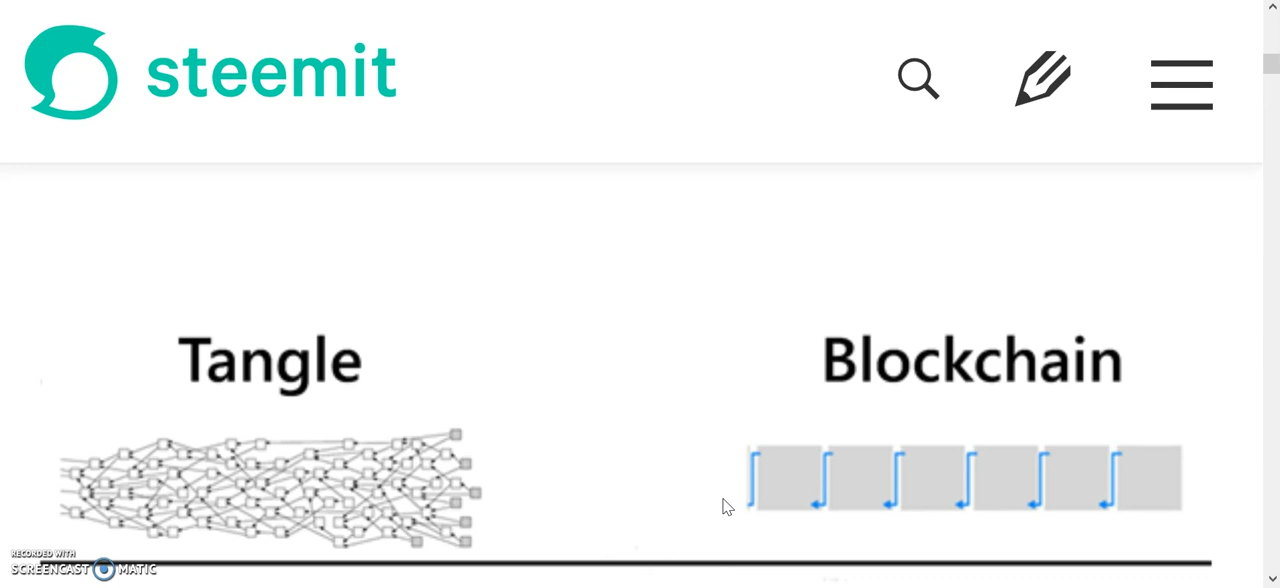 steemit
Tangle
Blockchain
RECORDED WITH
SCREENCAST MATIC